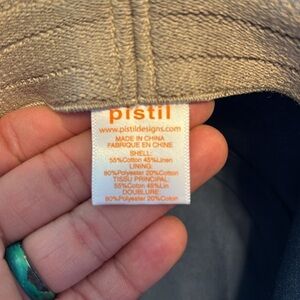 pistil
www.pistildesigns.com
MADE IN CHINA
FABRIQUE EN CHINE
SHELL:
55%Cotton 45%Linen
LINING:
80%Polyester 20%Cotton
TISSU PRINCIPAL:
55%Coton 45%Lin
DOUBLURE:
80%Polyester 20%Coton